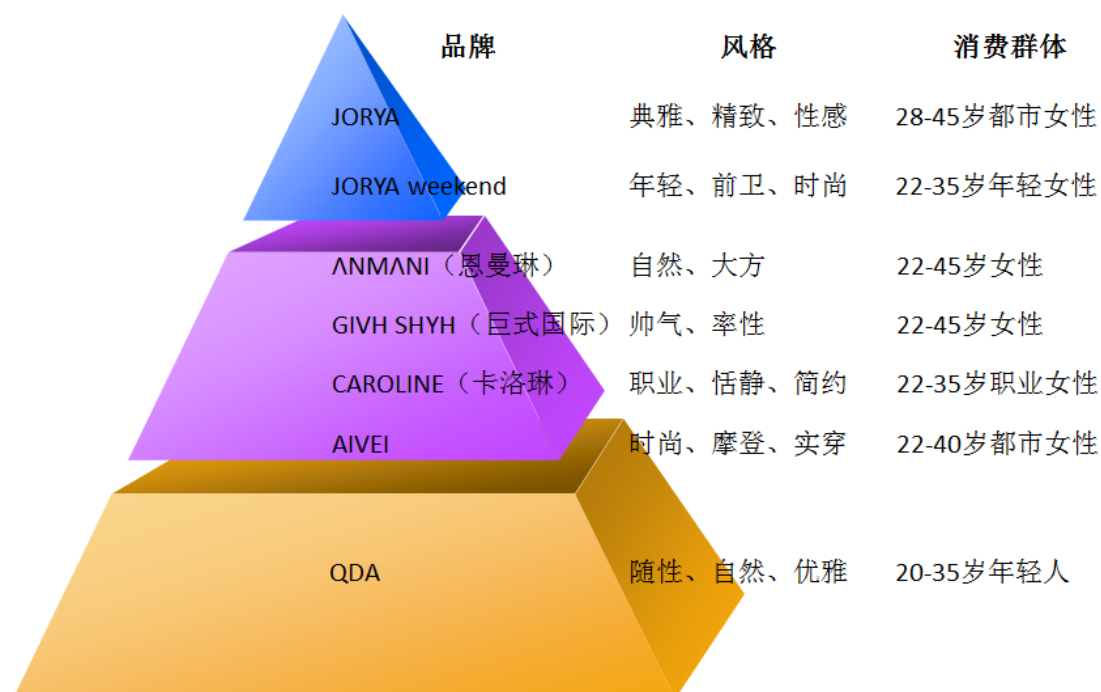 品牌 风格 消费群体
JORYA 典雅、精致、性感 28-45岁都市女性
JORYA weekend 年轻、前卫、时尚 22-35岁年轻女性
ΛNMΛNI（恩曼琳） 自然、大方 22-45岁女性
GIVH SHYH（巨式国际） 帅气、率性 22-45岁女性
CAROLINE（卡洛琳） 职业、恬静、简约 22-35岁职业女性
AIVEI 时尚、摩登、实穿 22-40岁都市女性
QDA 随性、自然、优雅 20-35岁年轻人